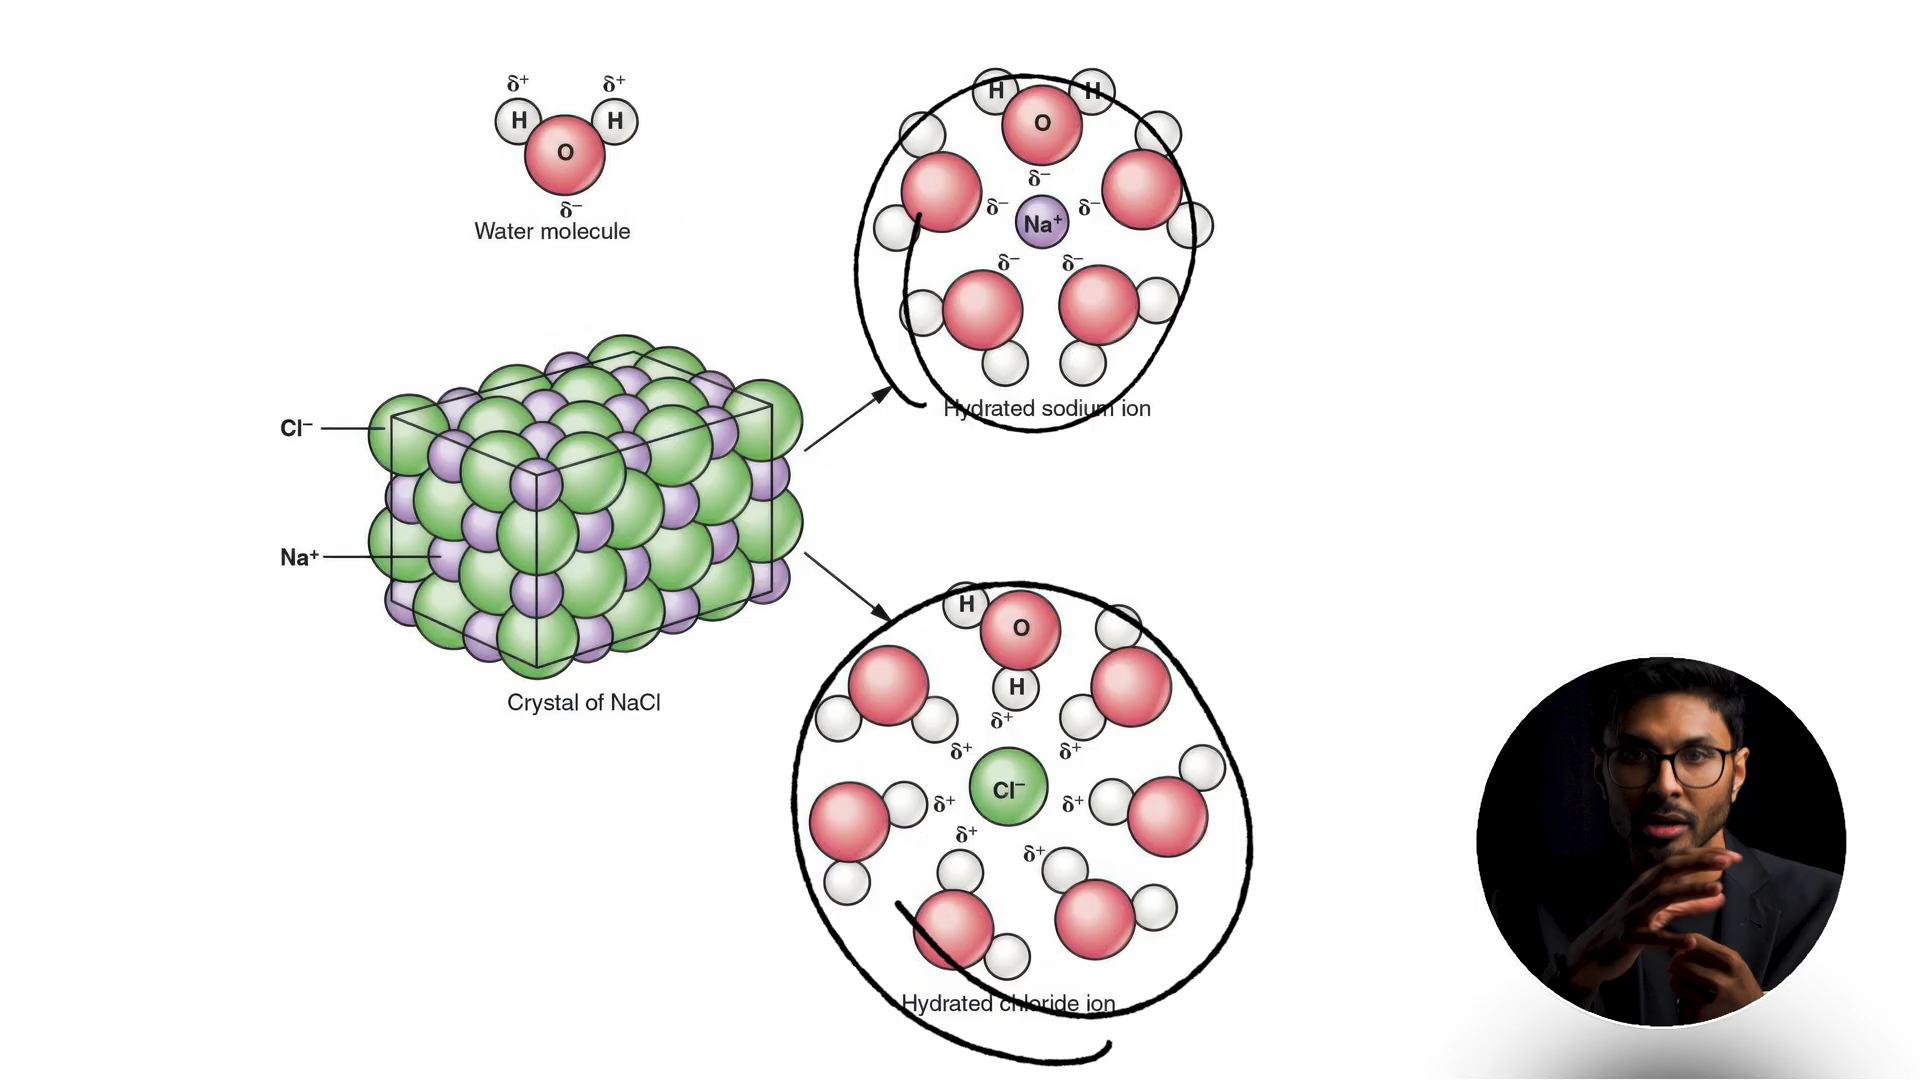 δ⁺ δ⁺
H H
O
δ⁻
Water molecule
H H
O
δ⁻
δ⁻ δ⁻
Na⁺
δ⁻ δ⁻
Hydrated sodium ion
Cl⁻
Na⁺
Crystal of NaCl
H
O
H
δ⁺
δ⁺ δ⁺
Cl⁻
δ⁺ δ⁺
δ⁺
δ⁺
Hydrated chloride ion